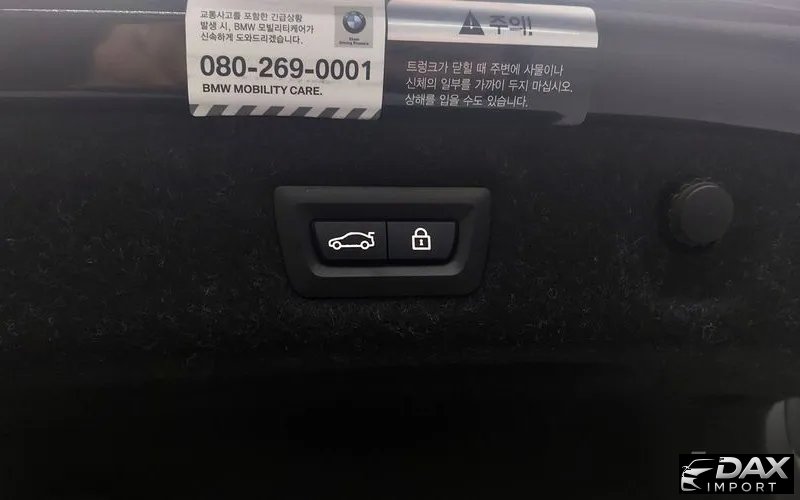 교통사고를 포함한 긴급상황
발생 시, BMW 모빌리티케어가
신속하게 도와드리겠습니다.
080-269-0001
BMW MOBILITY CARE.
주의!
트렁크가 닫힐 때 주변에 사물이나
신체의 일부를 가까이 두지 마십시오.
상해를 입을 수도 있습니다.
DAX
IMPORT